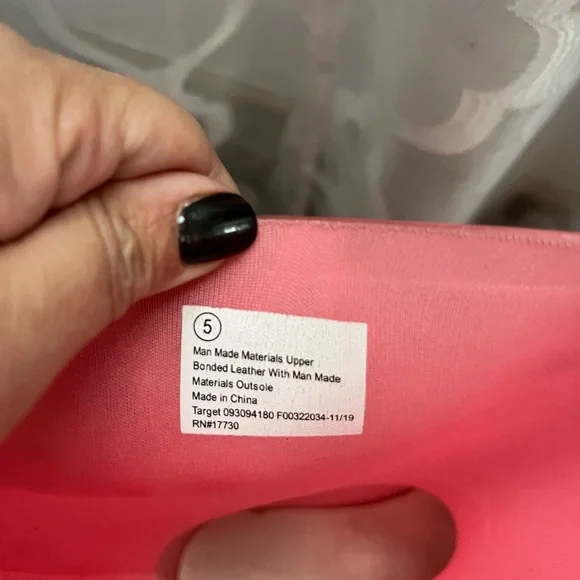 5
Man Made Materials Upper
Bonded Leather With Man Made
Materials Outsole
Made in China
Target 093094180 F00322034-11/19
RN#17730